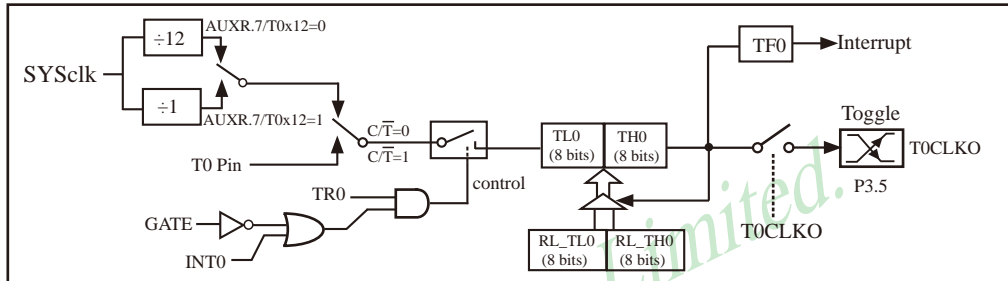 AUXR.7/T0x12=0
÷12
SYSclk
÷1
AUXR.7/T0x12=1
T0 Pin
C/T̅=0
C/T̅=1
control
TR0
GATE
INT0
TL0
(8 bits)
TH0
(8 bits)
RL_TL0
(8 bits)
RL_TH0
(8 bits)
TF0
Interrupt
Toggle
T0CLKO
P3.5
T0CLKO
Limited.